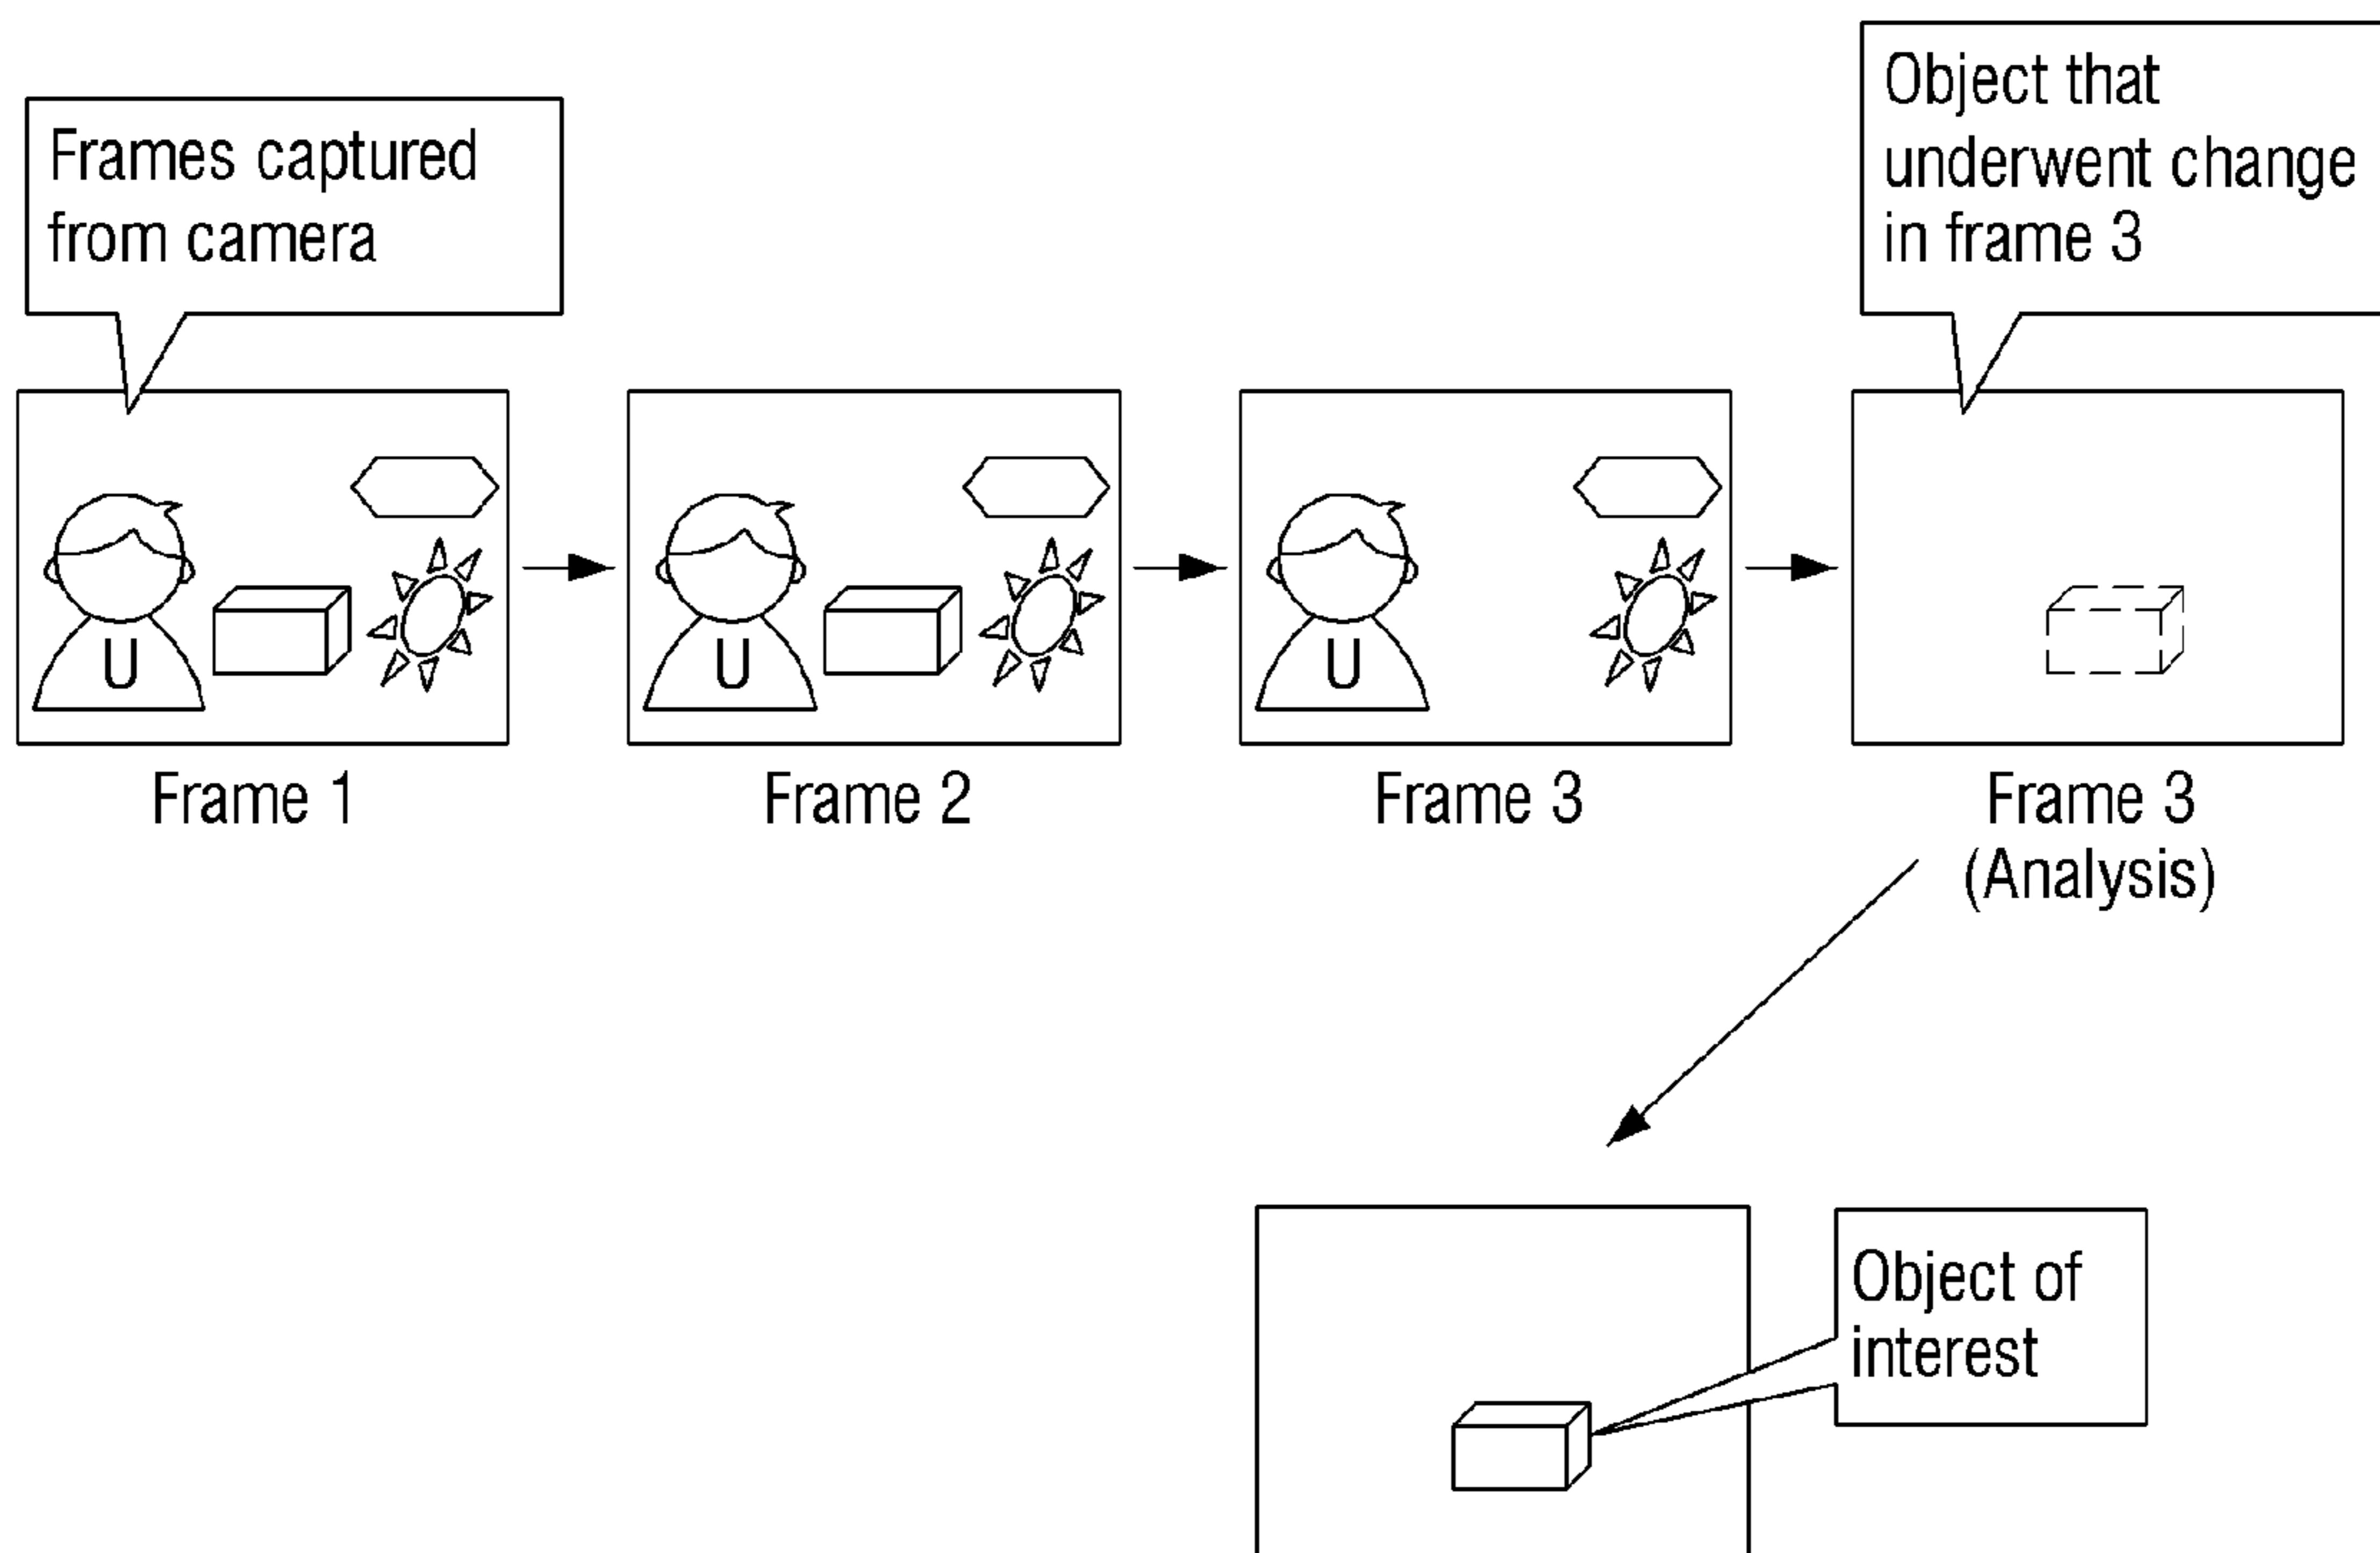 Frames captured
from camera
Object that
underwent change
in frame 3
U
U
U
Frame 1
Frame 2
Frame 3
Frame 3
(Analysis)
Object of
interest